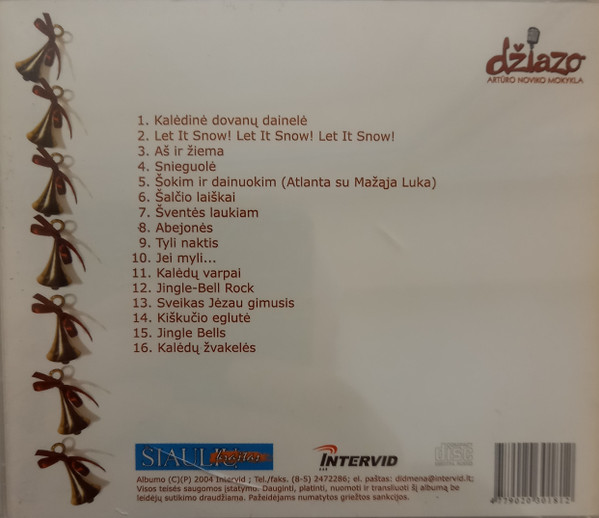 džiazo
ARTŪRO NOVIKO MOKYKLA
1. Kalėdinė dovanų dainelė
2. Let It Snow! Let It Snow! Let It Snow!
3. Aš ir žiema
4. Snieguolė
5. Šokim ir dainuokim (Atlanta su Mažąja Luka)
6. Šalčio laiškai
7. Šventės laukiam
8. Abejonės
9. Tyli naktis
10. Jei myli...
11. Kalėdų varpai
12. Jingle-Bell Rock
13. Sveikas Jėzau gimusis
14. Kiškučio eglutė
15. Jingle Bells
16. Kalėdų žvakelės
ŠIAULIŲ
INTERVID
COMPACT
disc
DIGITAL AUDIO
Albumo (C)(P) 2004 Intervid ; Tel./faks. (8-5) 2472286; el. paštas: didmena@intervid.lt;
Visos teisės saugomos įstatymo. Dauginti, platinti, nuomoti ir transliuoti šį albumą be
leidėjų sutikimo draudžiama. Pažeidėjams numatytos griežtos sankcijos.